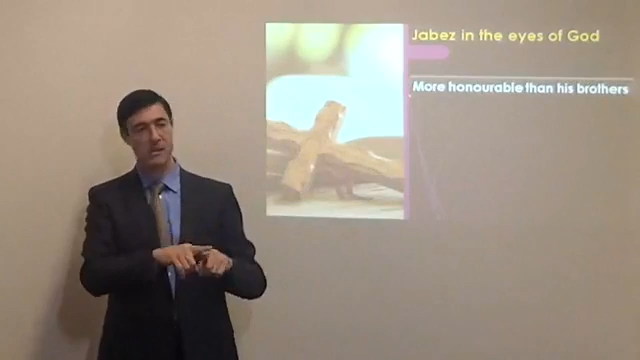 Jabez in the eyes of God
More honourable than his brothers